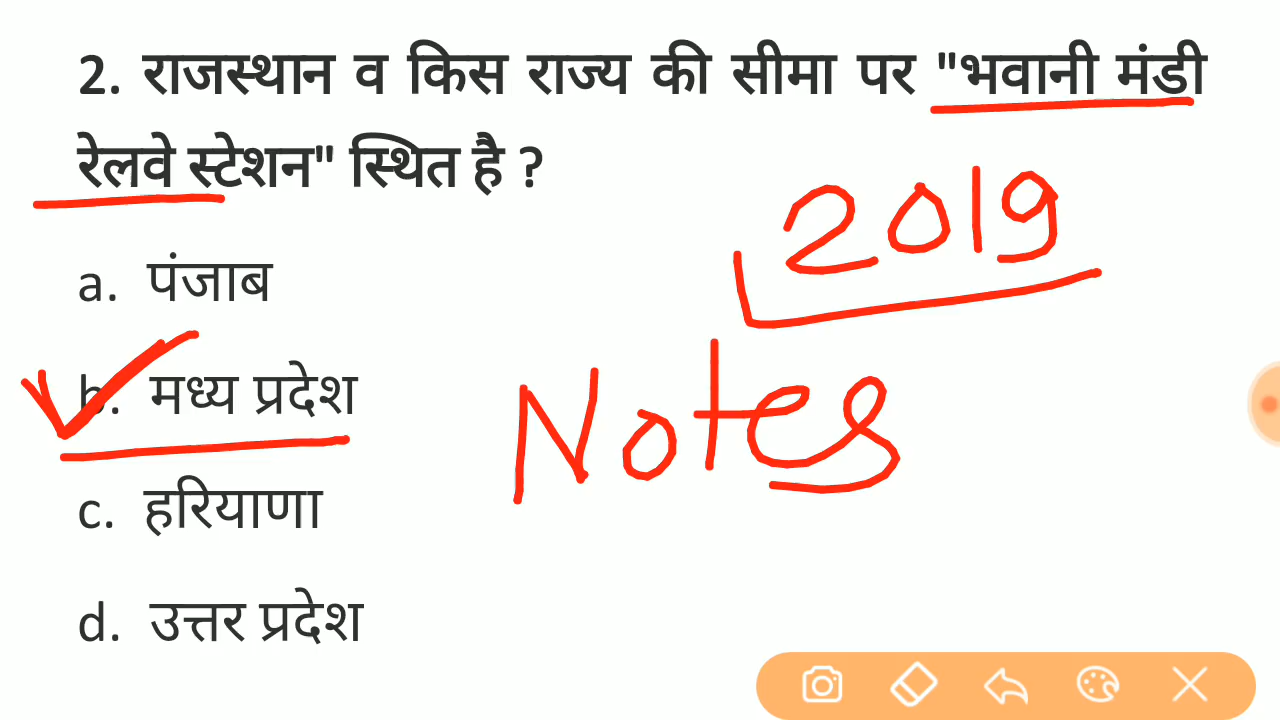 2. राजस्थान व किस राज्य की सीमा पर "भवानी मंडी
रेलवे स्टेशन" स्थित है ?
2019
a. पंजाब
b. मध्य प्रदेश
Notes
c. हरियाणा
d. उत्तर प्रदेश